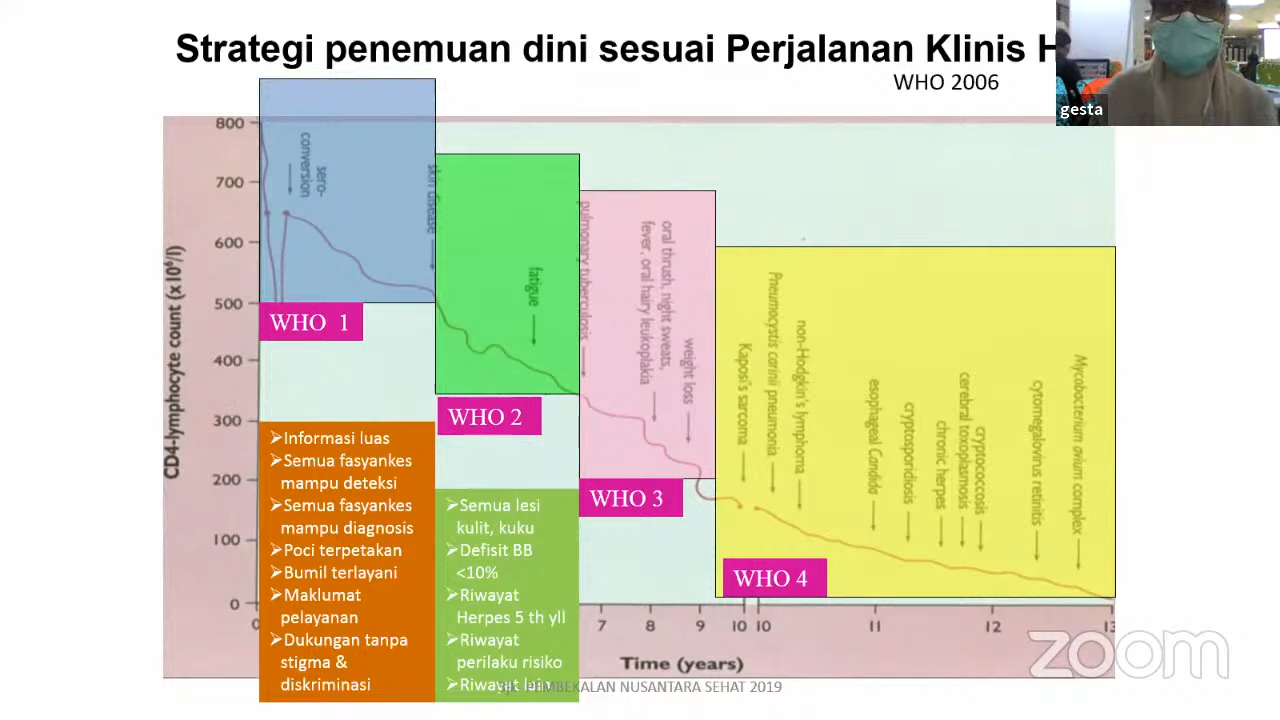 Strategi penemuan dini sesuai Perjalanan Klinis H
WHO 2006
gesta
800
700
600
500
400
300
200
100
0
CD4-lymphocyte count (x10⁶/l)
sero-
conversion
skin disease
fatigue
pulmonary tuberculosis
oral thrush, night sweats,
fever, oral hairy leukoplakia
weight loss
Kaposi's sarcoma
Pneumocystis carinii pneumonia
non-Hodgkin's lymphoma
esophageal Candida
cryptosporidiosis
chronic herpes
cerebral toxoplasmosis
cryptococcosis
cytomegalovirus retinitis
Mycobacterium avium complex
WHO 1
WHO 2
WHO 3
WHO 4
➢Informasi luas
➢Semua fasyankes
mampu deteksi
➢Semua fasyankes
mampu diagnosis
➢Poci terpetakan
➢Bumil terlayani
➢Maklumat
pelayanan
➢Dukungan tanpa
stigma &
diskriminasi
➢Semua lesi
kulit, kuku
➢Defisit BB
<10%
➢Riwayat
Herpes 5 th yll
➢Riwayat
perilaku risiko
➢Riwayat lain
0 7 8 9 10 10 11 12 13
Time (years)
PEMBEKALAN NUSANTARA SEHAT 2019
zoom